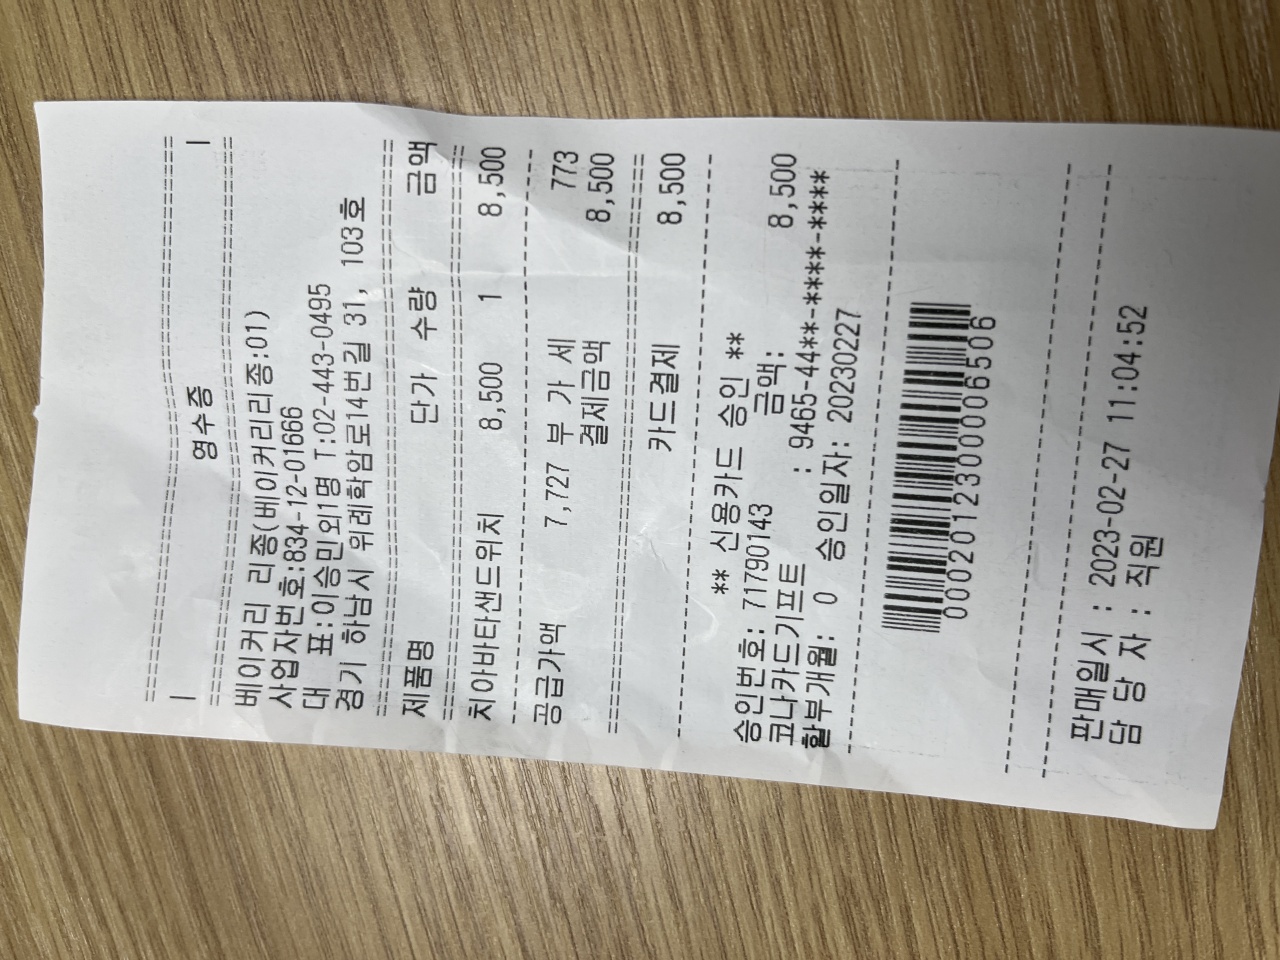 | 영수증 |
베이커리 리종(베이커리리종:01)
사업자번호:834-12-01666
대 표:이승민외1명 T:02-443-0495
경기 하남시 위례학암로14번길 31, 103호
제품명 단가 수량 금액
치아바타샌드위치 8,500 1 8,500
공급가액 7,727 부 가 세 773
결제금액 8,500
카드결제 8,500
** 신용카드 승인 **
승인번호: 71790143 금액: 8,500
코나카드기프트 : 9465-44**-****-****
할부개월: 0 승인일자: 20230227
0002012300006506
판매일시 : 2023-02-27 11:04:52
담 당 자 : 직원